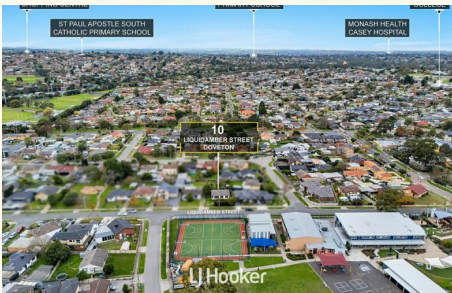 ST PAUL APOSTLE SOUTH
CATHOLIC PRIMARY SCHOOL
PRIMARY SCHOOL
MONASH HEALTH
CASEY HOSPITAL
COLLEGE
10
LIQUIDAMBER STREET
DOVETON
LIQUIDAMBER STREET
LJ Hooker